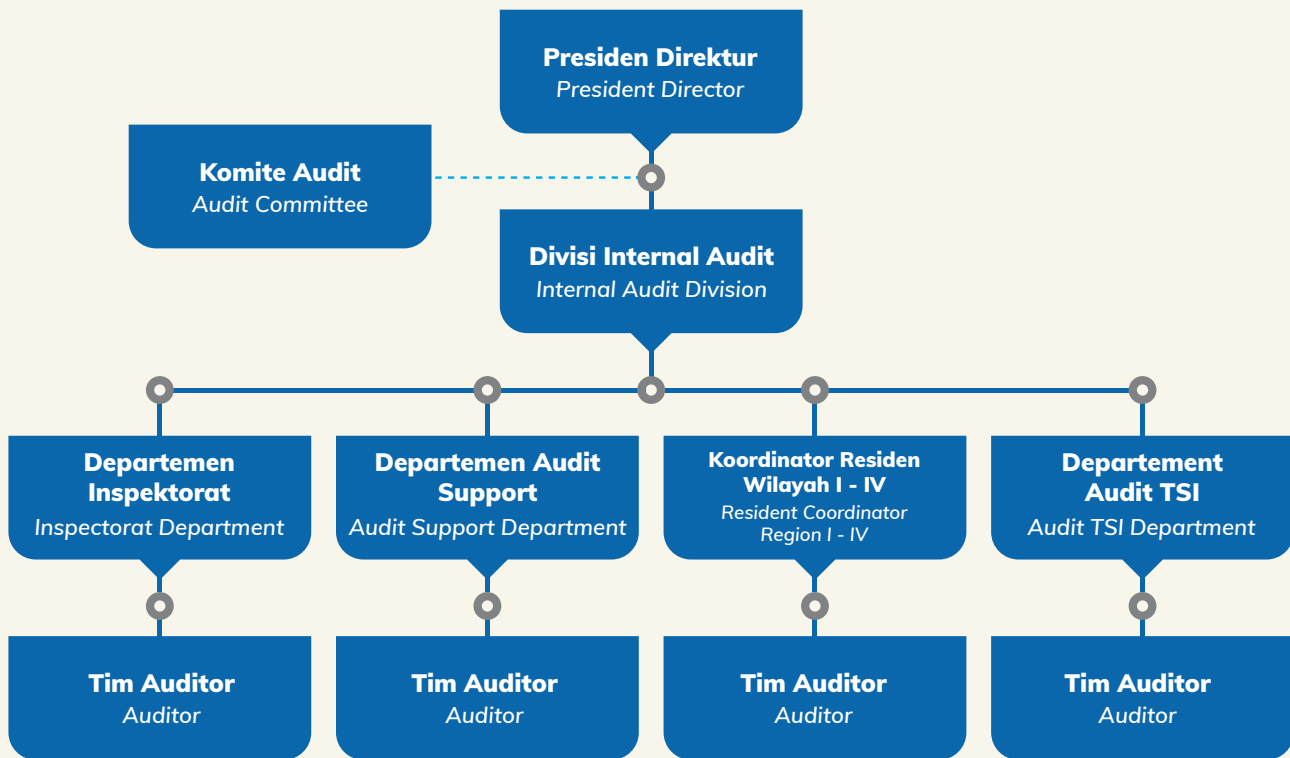 Presiden Direktur
President Director
Komite Audit
Audit Committee
Divisi Internal Audit
Internal Audit Division
Departemen
Inspektorat
Inspectorat Department
Departemen Audit
Support
Audit Support Department
Koordinator Residen
Wilayah I - IV
Resident Coordinator
Region I - IV
Departement
Audit TSI
Audit TSI Department
Tim Auditor
Auditor
Tim Auditor
Auditor
Tim Auditor
Auditor
Tim Auditor
Auditor